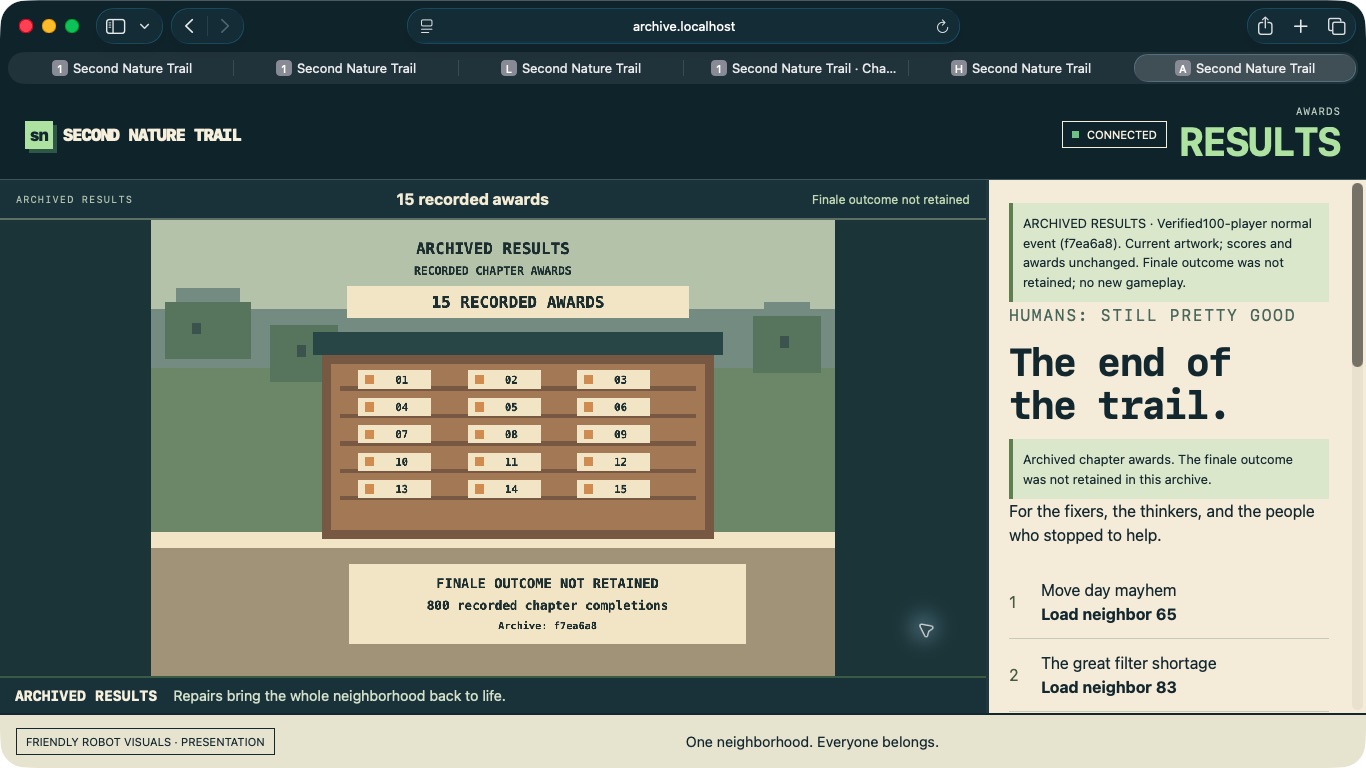 archive.localhost
1 Second Nature Trail
1 Second Nature Trail
L Second Nature Trail
1 Second Nature Trail · Cha...
H Second Nature Trail
A Second Nature Trail
sn SECOND NATURE TRAIL
CONNECTED
AWARDS
RESULTS
ARCHIVED RESULTS
15 recorded awards
Finale outcome not retained
ARCHIVED RESULTS
RECORDED CHAPTER AWARDS
15 RECORDED AWARDS
01 02 03
04 05 06
07 08 09
10 11 12
13 14 15
FINALE OUTCOME NOT RETAINED
800 recorded chapter completions
Archive: f7ea6a8
ARCHIVED RESULTS Repairs bring the whole neighborhood back to life.
ARCHIVED RESULTS · Verified100-player normal
event (f7ea6a8). Current artwork; scores and
awards unchanged. Finale outcome was not
retained; no new gameplay.
HUMANS: STILL PRETTY GOOD
The end of
the trail.
Archived chapter awards. The finale outcome
was not retained in this archive.
For the fixers, the thinkers, and the people
who stopped to help.
1
Move day mayhem
Load neighbor 65
2
The great filter shortage
Load neighbor 83
FRIENDLY ROBOT VISUALS · PRESENTATION
One neighborhood. Everyone belongs.